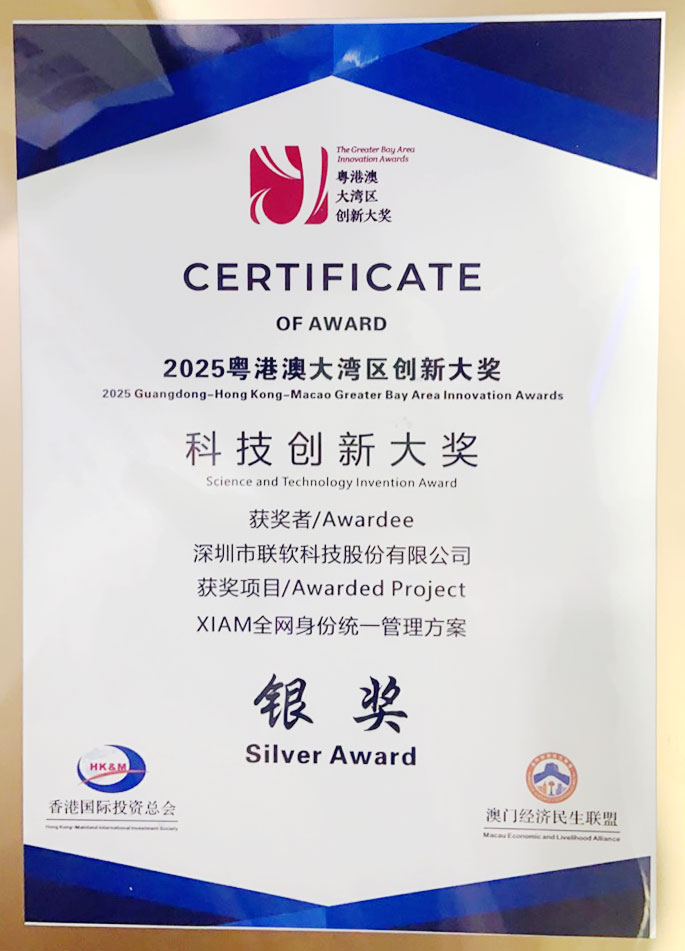 The Greater Bay Area
Innovation Awards
粤港澳
大湾区
创新大奖
CERTIFICATE
OF AWARD
2025粤港澳大湾区创新大奖
2025 Guangdong-Hong Kong-Macao Greater Bay Area Innovation Awards
科技创新大奖
Science and Technology Invention Award
获奖者/Awardee
深圳市联软科技股份有限公司
获奖项目/Awarded Project
XIAM全网身份统一管理方案
银奖
Silver Award
HK&M
香港国际投资总会
Hong Kong-Mainland International Investment Society
澳门经济民生联盟
Macau Economic and Livelihood Alliance